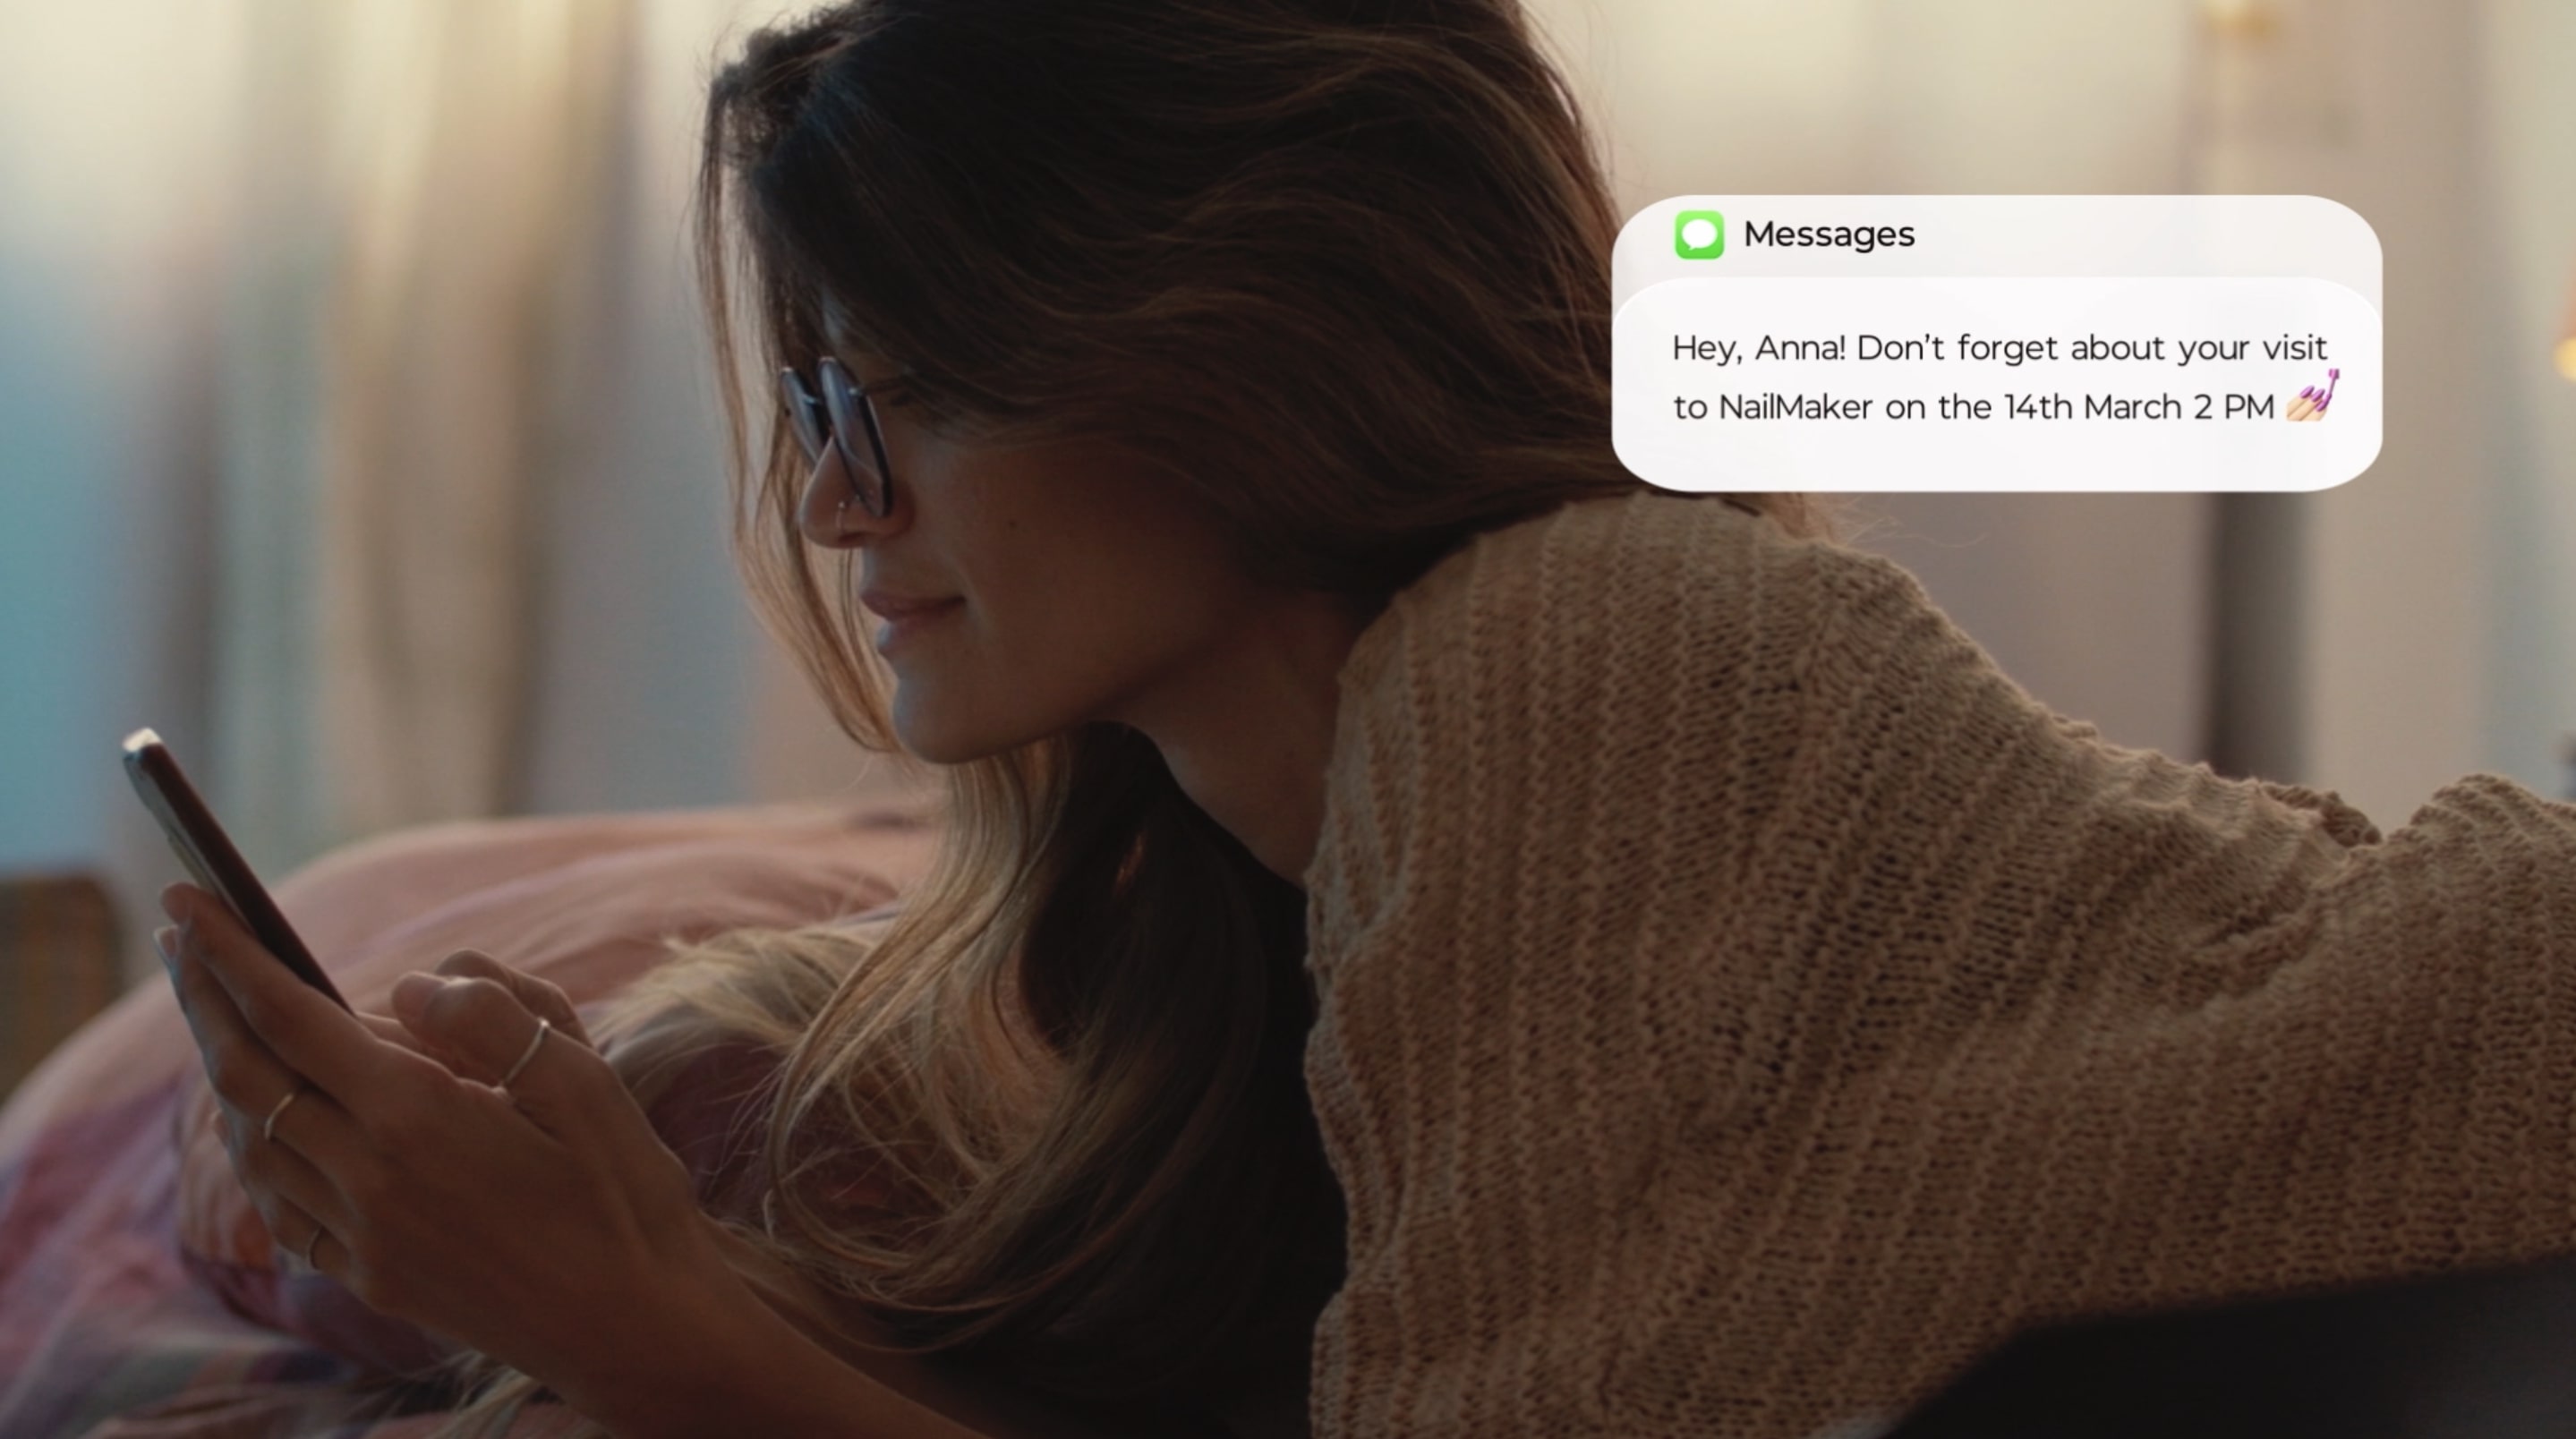 Messages
Hey, Anna! Don’t forget about your visit
to NailMaker on the 14th March 2 PM 💅🏼